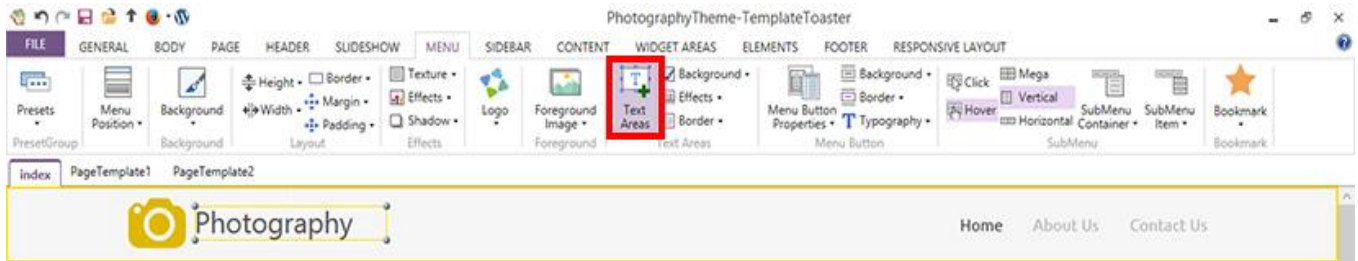 PhotographyTheme-TemplateToaster
FILE GENERAL BODY PAGE HEADER SLIDESHOW MENU SIDEBAR CONTENT WIDGET AREAS ELEMENTS FOOTER RESPONSIVE LAYOUT
Presets
Menu Position
Background
Height
Width
Border
Margin
Padding
Texture
Effects
Shadow
Logo
Foreground Image
Text Areas
Background
Effects
Border
Menu Button Properties
Background
Border
Typography
Click
Hover
Mega
Vertical
Horizontal
SubMenu Container
SubMenu Item
Bookmark
PresetGroup Background Layout Effects Foreground Text Areas Menu Button SubMenu Bookmark
index PageTemplate1 PageTemplate2
Photography Home About Us Contact Us